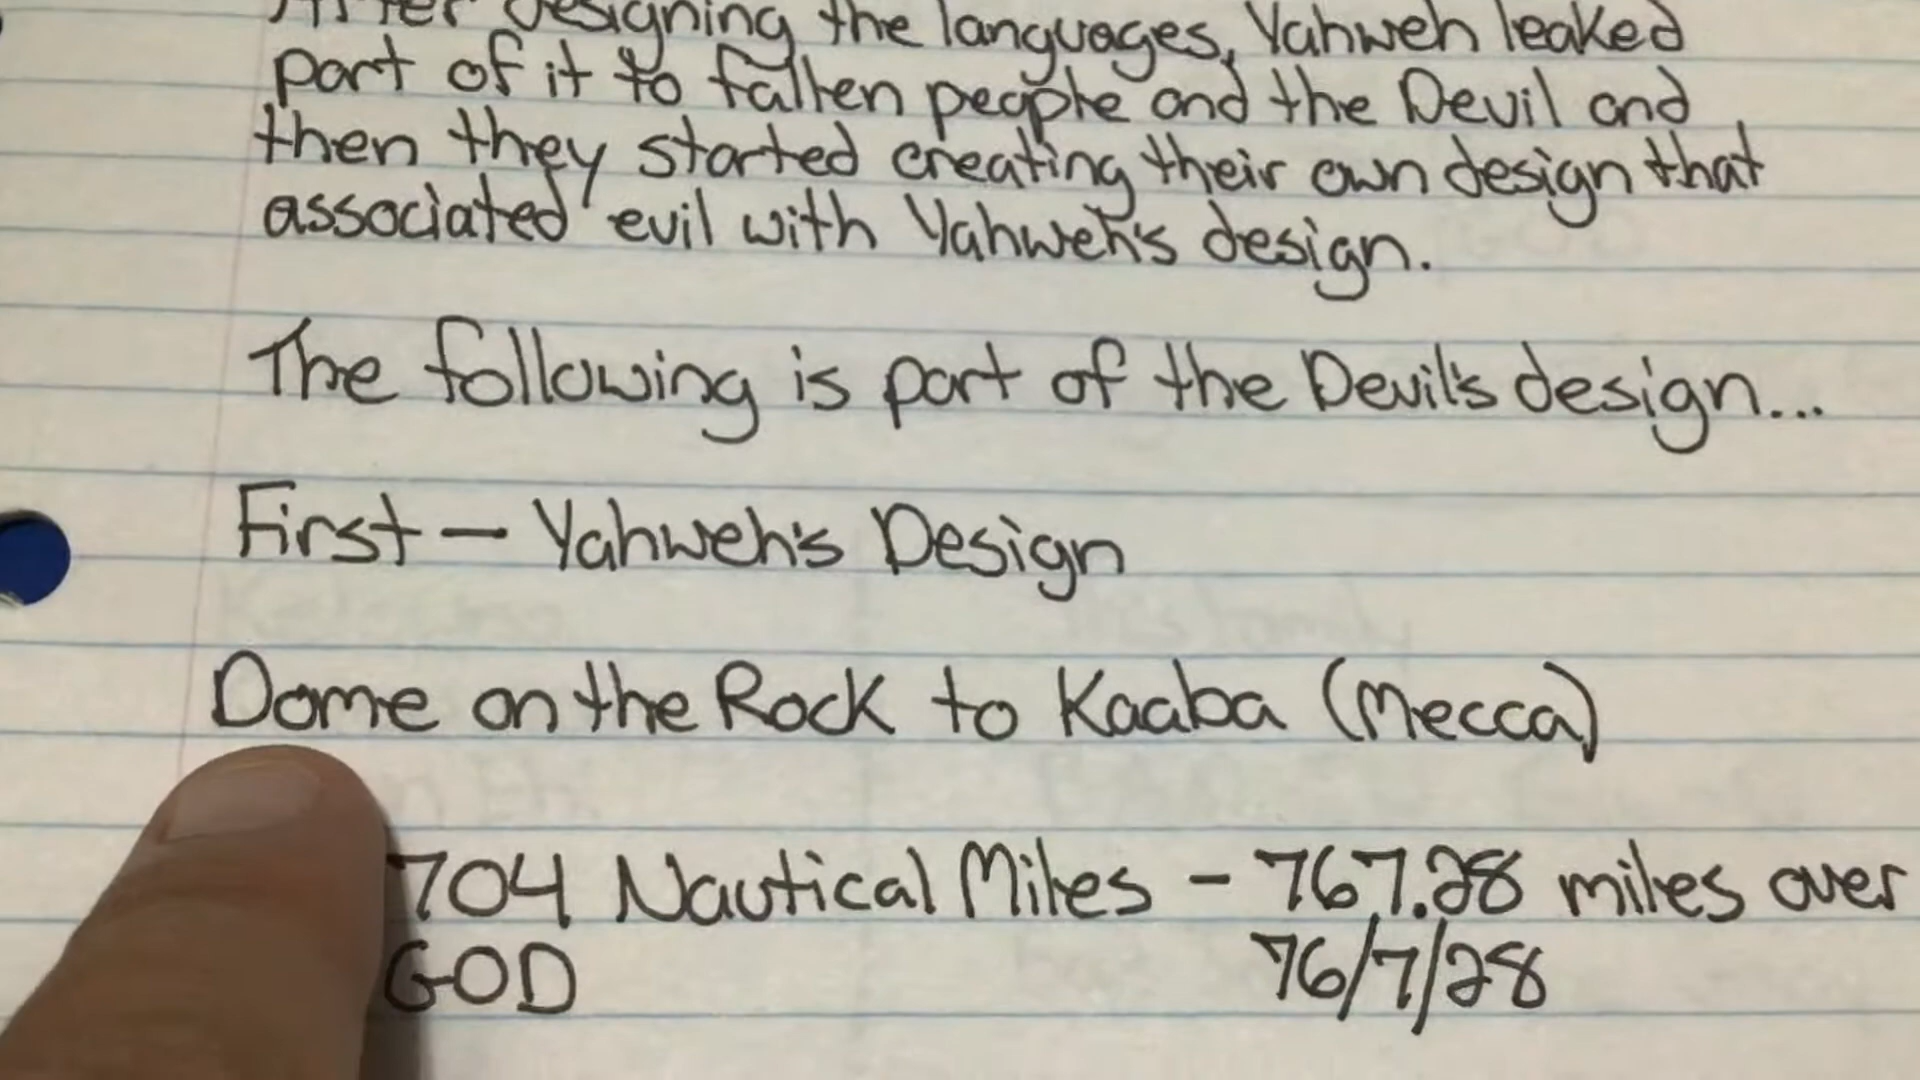 After designing the languages, Yahweh leaked
part of it to fallen people and the Devil and
then they started creating their own design that
associated evil with Yahweh's design.
The following is part of the Devil's design...
First - Yahweh's Design
Dome on the Rock to Kaaba (Mecca)
704 Nautical Miles - 767.28 miles over
GOD 76/7/28